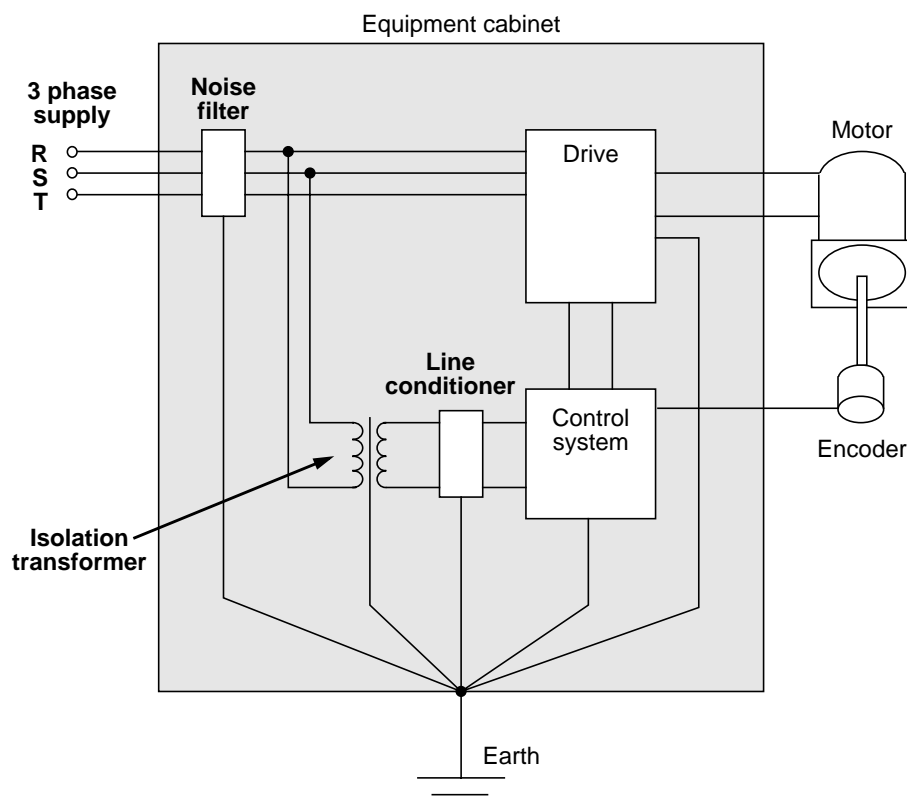 Equipment cabinet
3 phase
supply
Noise
filter
R
S
T
Drive
Motor
Line
conditioner
Control
system
Encoder
Isolation
transformer
Earth